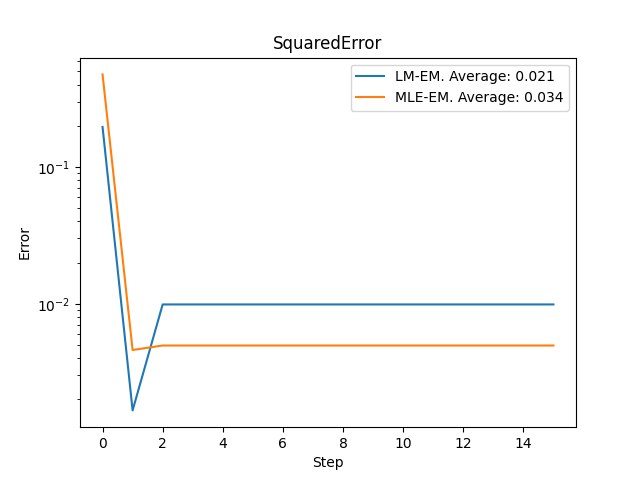 SquaredError
LM-EM. Average: 0.021
MLE-EM. Average: 0.034
Error
10⁻¹
10⁻²
0 2 4 6 8 10 12 14
Step